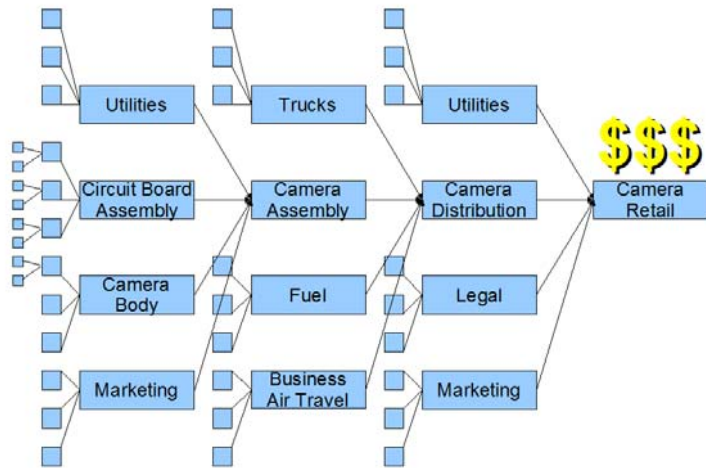 Utilities
Trucks
Utilities
$$$
Circuit Board
Assembly
Camera
Assembly
Camera
Distribution
Camera
Retail
Camera
Body
Fuel
Legal
Marketing
Business
Air Travel
Marketing